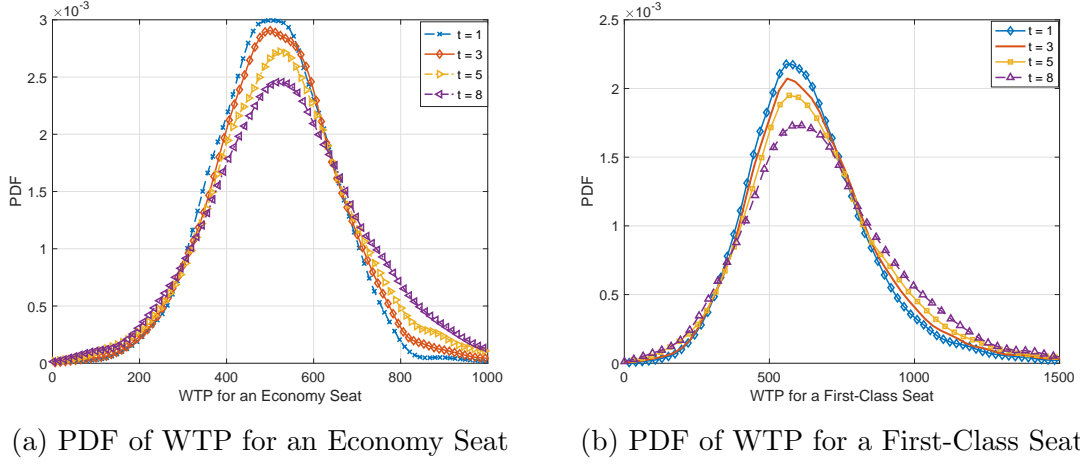 ×10⁻³
3
2.5
2
1.5
1
0.5
0
PDF
0 200 400 600 800 1000
WTP for an Economy Seat
t = 1
t = 3
t = 5
t = 8
(a) PDF of WTP for an Economy Seat
×10⁻³
2.5
2
1.5
1
0.5
0
PDF
0 500 1000 1500
WTP for a First-Class Seat
t = 1
t = 3
t = 5
t = 8
(b) PDF of WTP for a First-Class Seat